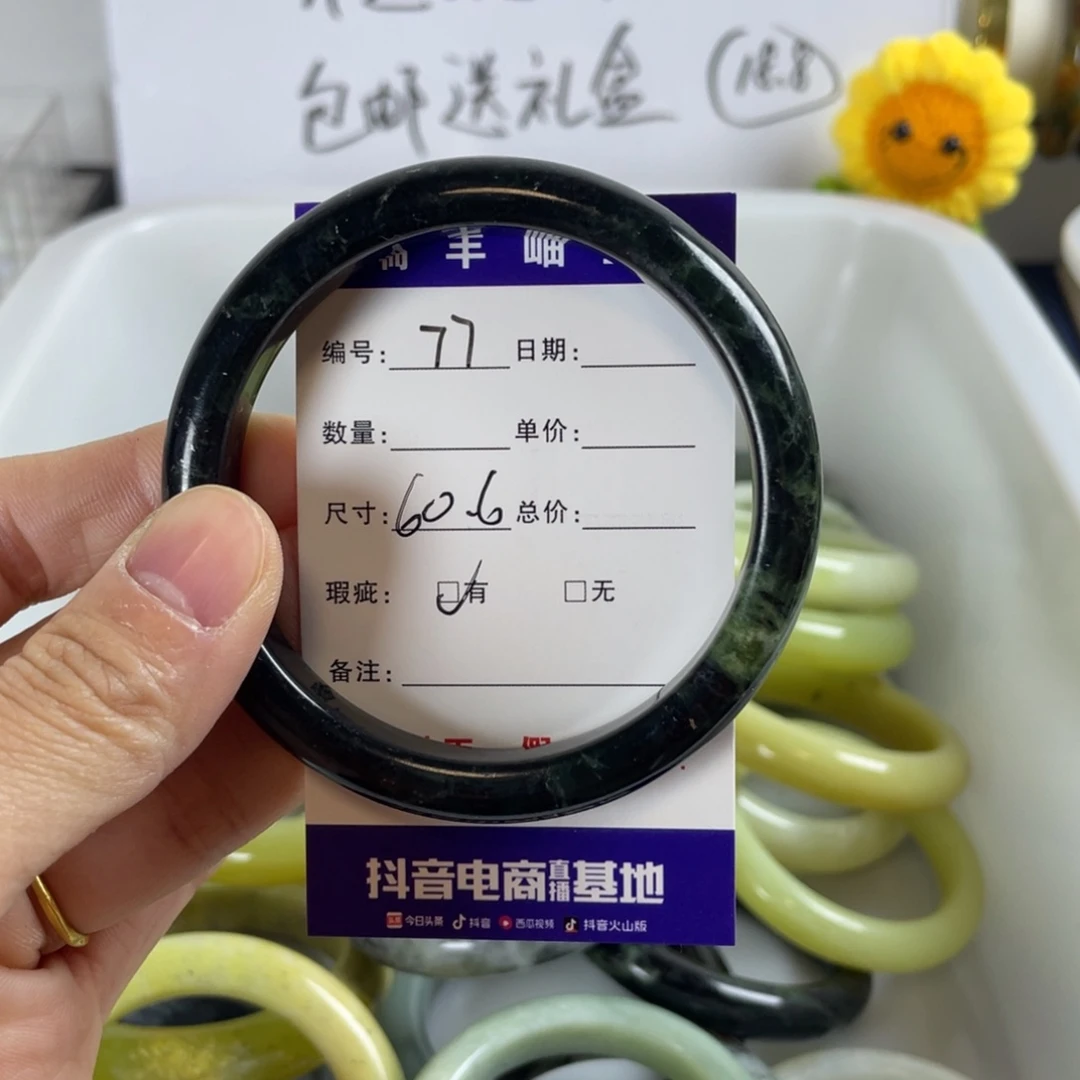 包邮送礼盒 18.8
编号: 77 日期:
数量: 单价:
尺寸: 60.6 总价:
瑕疵: 有 无
备注:
抖音电商直播基地
今日头条 抖音 西瓜视频 抖音火山版